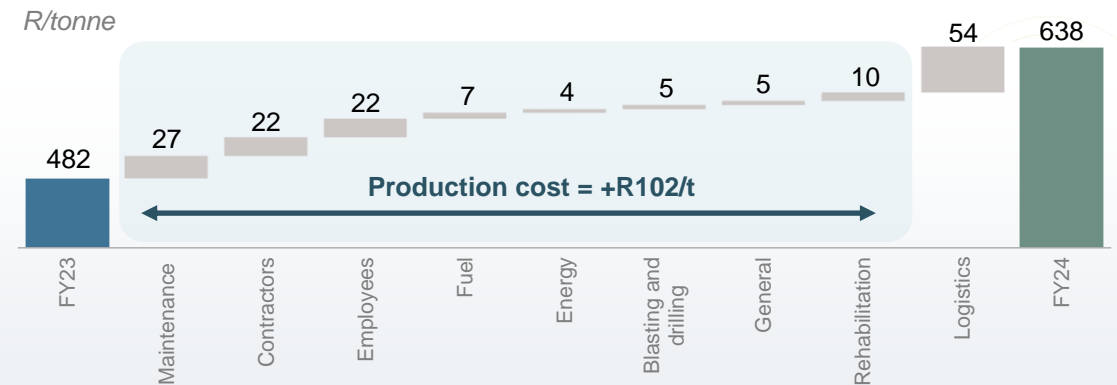 R/tonne
482
27
22
22
7
4
5
5
10
54
638
Production cost = +R102/t
FY23
Maintenance
Contractors
Employees
Fuel
Energy
Blasting and
drilling
General
Rehabilitation
Logistics
FY24